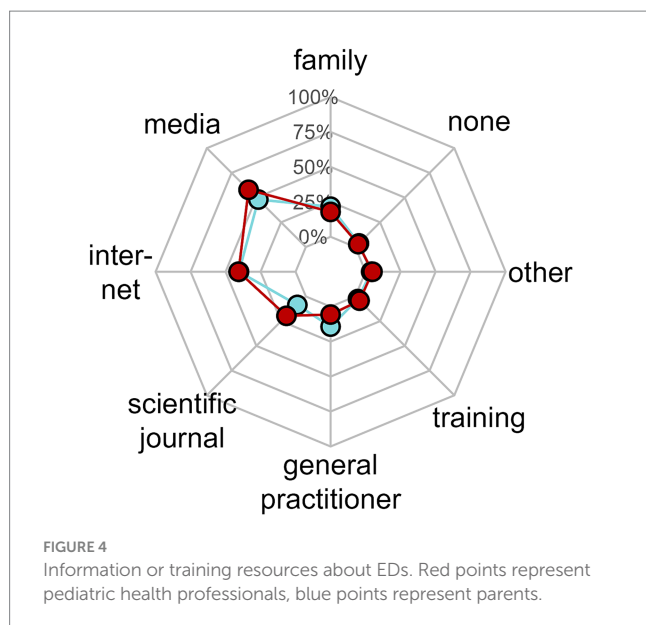 family
100%
media
none
75%
50%
25%
0%
inter-
net
other
scientific
journal
training
general
practitioner
FIGURE 4
Information or training resources about EDs. Red points represent
pediatric health professionals, blue points represent parents.